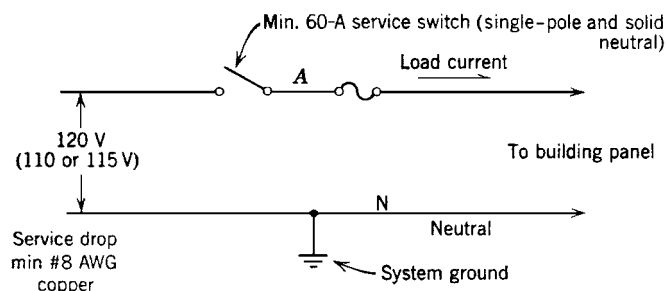 Min. 60-A service switch (single-pole and solid
neutral)
Load current
A
120 V
(110 or 115 V)
To building panel
N
Neutral
Service drop
min #8 AWG
copper
System ground